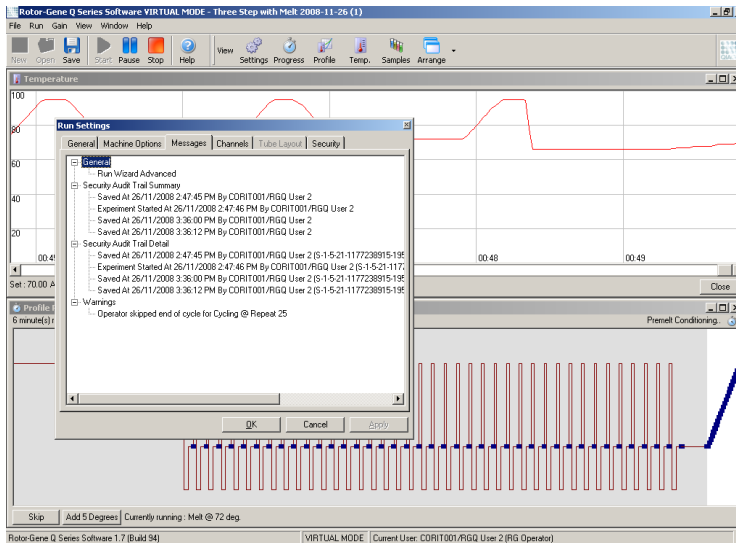 Rotor-Gene Q Series Software VIRTUAL MODE - Three Step with Melt 2008-11-26 (1)
File Run Gain View Window Help
New Open Save Start Pause Stop Help View Settings Progress Profile Temp. Samples Arrange
Temperature
100
80
60
40
20
00:48
00:49
Run Settings
General Machine Options Messages Channels Tube Layout Security
General
Run Wizard Advanced
Security Audit Trail Summary
Saved At 26/11/2008 2:47:45 PM By CORIT001/RGQ User 2
Experiment Started At 26/11/2008 2:47:46 PM By CORIT001/RGQ User 2
Saved At 26/11/2008 3:36:00 PM By CORIT001/RGQ User 2
Saved At 26/11/2008 3:36:12 PM By CORIT001/RGQ User 2
Security Audit Trail Detail
Saved At 26/11/2008 2:47:45 PM By CORIT001/RGQ User 2 (S-1-5-21-1177238915-195
Experiment Started At 26/11/2008 2:47:46 PM By CORIT001/RGQ User 2 (S-1-5-21-117
Saved At 26/11/2008 3:36:00 PM By CORIT001/RGQ User 2 (S-1-5-21-1177238915-195
Saved At 26/11/2008 3:36:12 PM By CORIT001/RGQ User 2 (S-1-5-21-1177238915-195
Warnings
Operator skipped end of cycle for Cycling @ Repeat 25
OK Cancel Apply
Set : 70.00 A
Close
Profile
6 minute(s)
Premelt Conditioning..
Skip Add 5 Degrees Currently running : Melt @ 72 deg.
Rotor-Gene Q Series Software 1.7 (Build 94) VIRTUAL MODE Current User: CORIT001/RGQ User 2 (RG Operator)